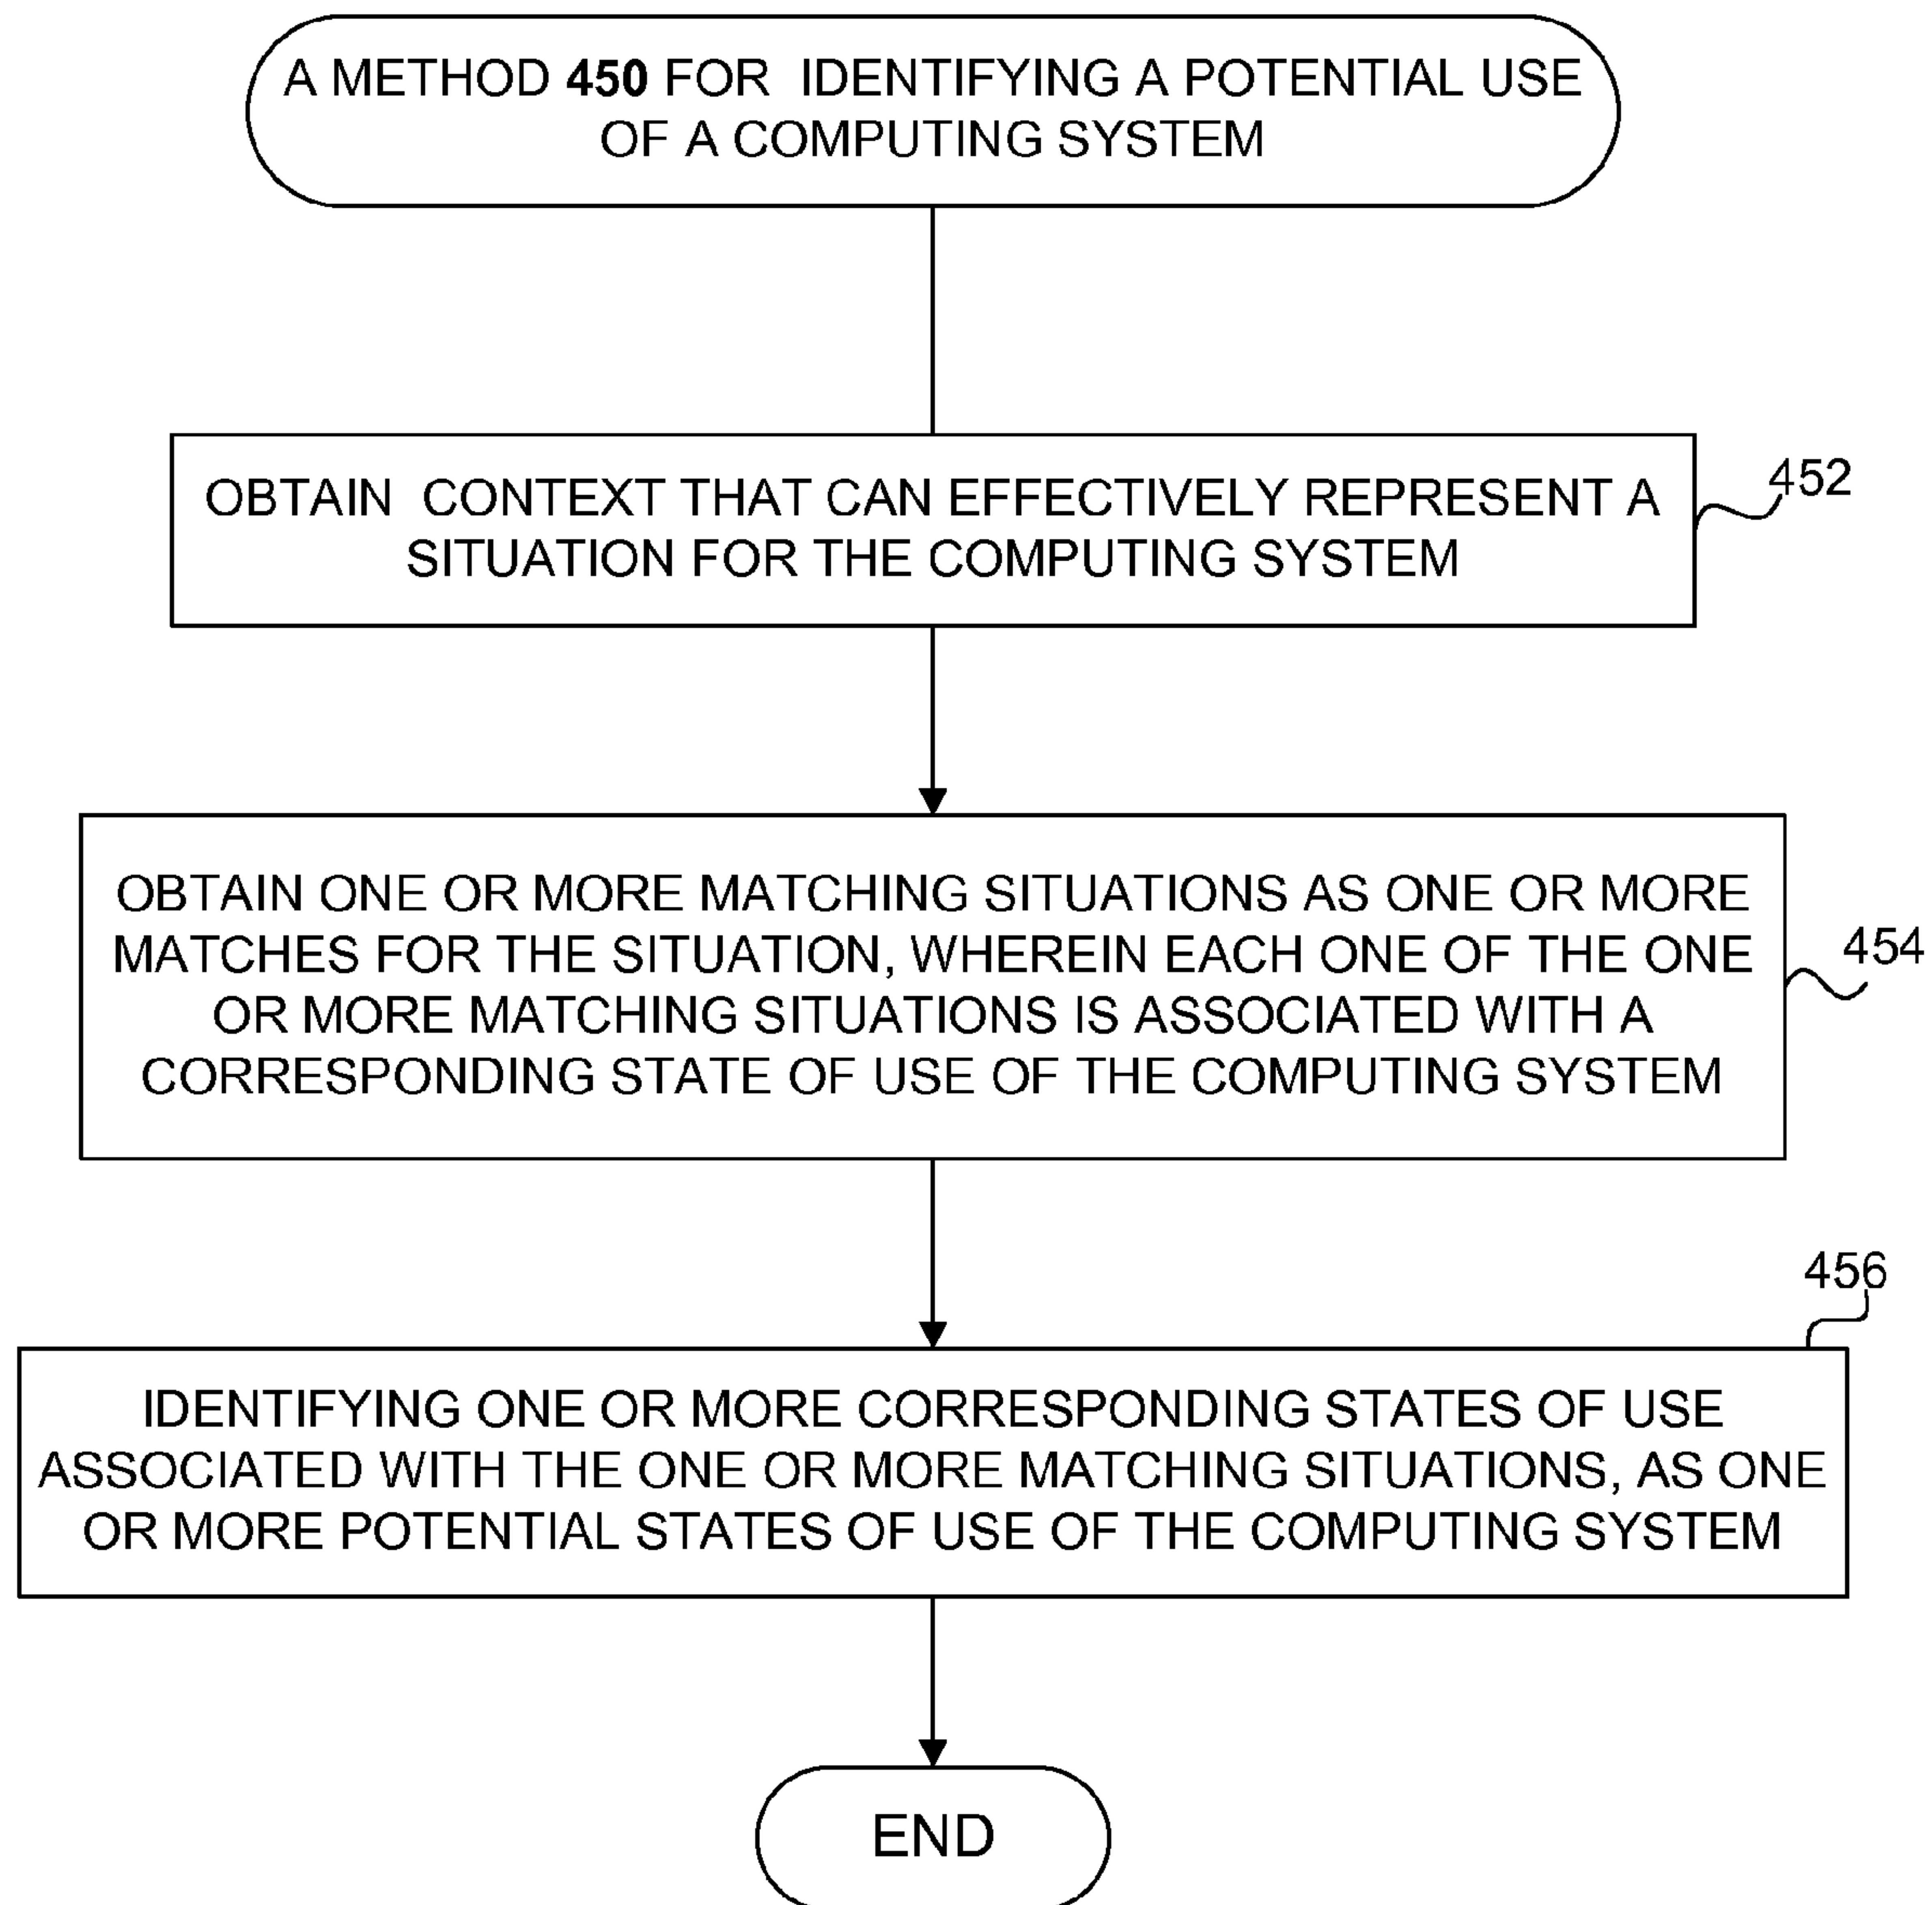 A METHOD 450 FOR IDENTIFYING A POTENTIAL USE
OF A COMPUTING SYSTEM
OBTAIN CONTEXT THAT CAN EFFECTIVELY REPRESENT A
SITUATION FOR THE COMPUTING SYSTEM
452
OBTAIN ONE OR MORE MATCHING SITUATIONS AS ONE OR MORE
MATCHES FOR THE SITUATION, WHEREIN EACH ONE OF THE ONE
OR MORE MATCHING SITUATIONS IS ASSOCIATED WITH A
CORRESPONDING STATE OF USE OF THE COMPUTING SYSTEM
454
456
IDENTIFYING ONE OR MORE CORRESPONDING STATES OF USE
ASSOCIATED WITH THE ONE OR MORE MATCHING SITUATIONS, AS ONE
OR MORE POTENTIAL STATES OF USE OF THE COMPUTING SYSTEM
END